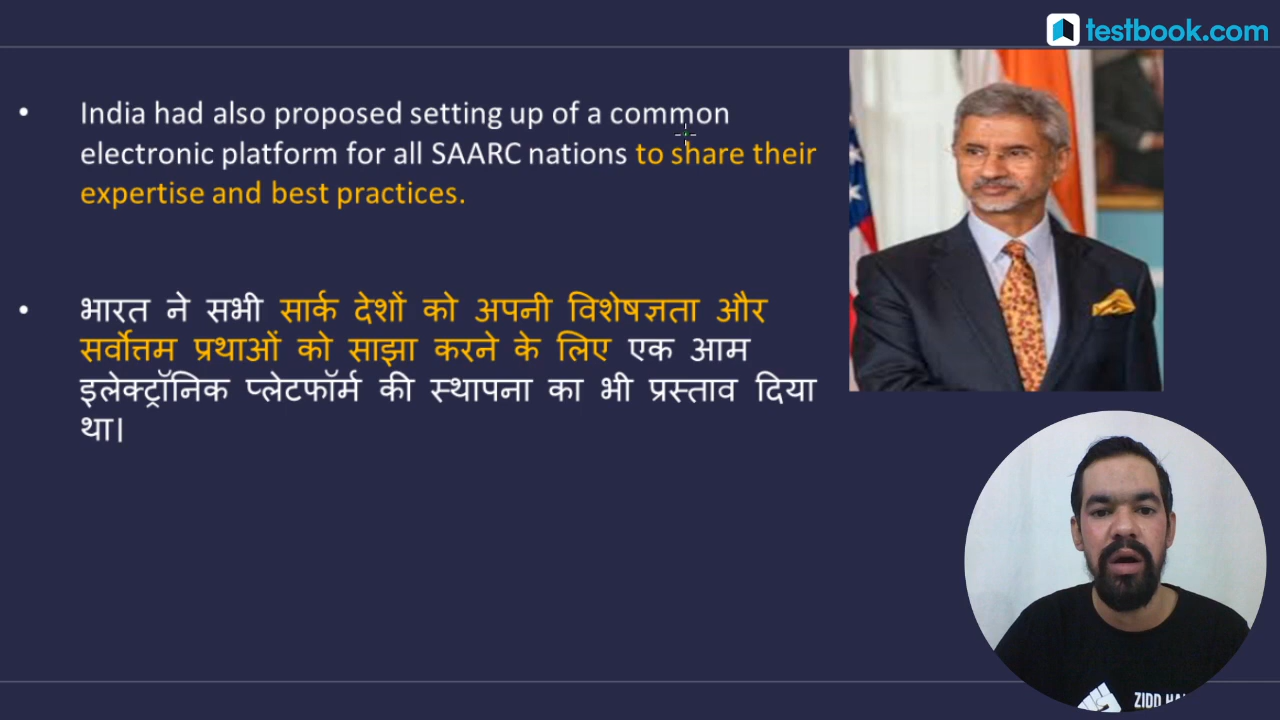 testbook.com
• India had also proposed setting up of a common
electronic platform for all SAARC nations to share their
expertise and best practices.
• भारत ने सभी सार्क देशों को अपनी विशेषज्ञता और
सर्वोत्तम प्रथाओं को साझा करने के लिए एक आम
इलेक्ट्रॉनिक प्लेटफॉर्म की स्थापना का भी प्रस्ताव दिया
था।
ZIDD